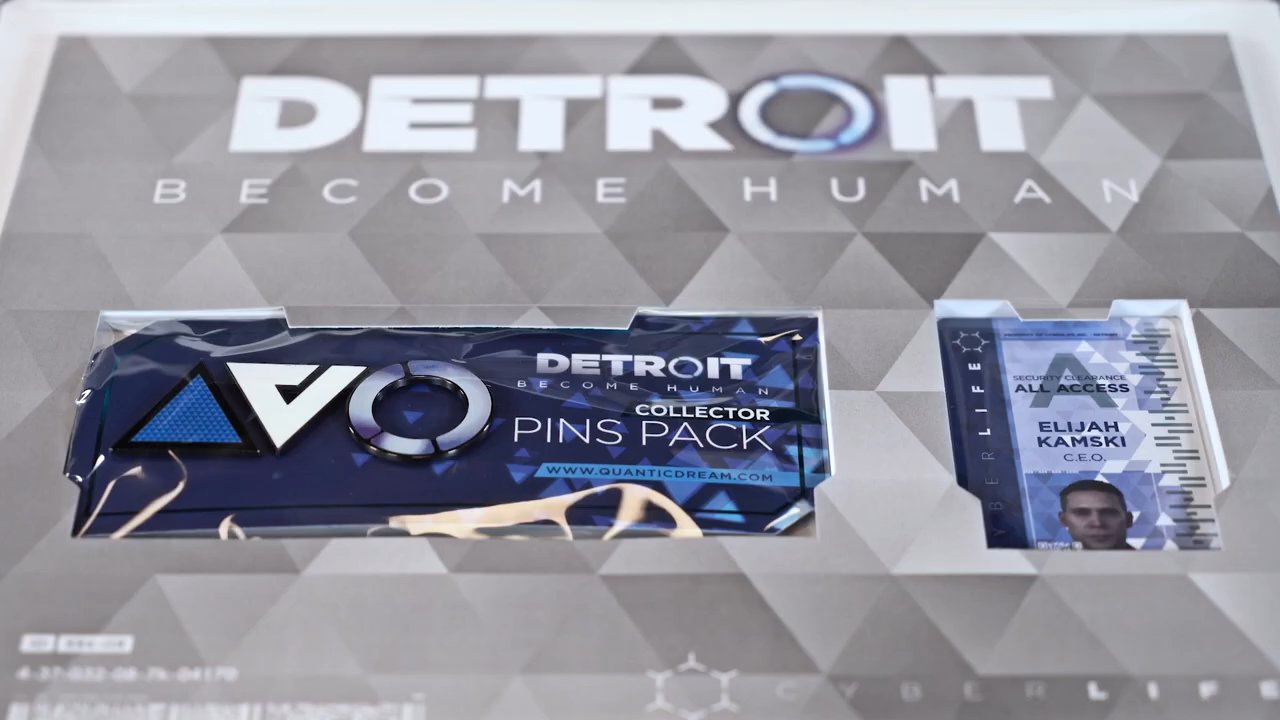 DETROIT
BECOME HUMAN
DETROIT
BECOME HUMAN
COLLECTOR
PINS PACK
WWW.QUANTICDREAM.COM
CYBERLIFE
SECURITY CLEARANCE
A
ALL ACCESS
ELIJAH
KAMSKI
C.E.O.
CYBERLIFE